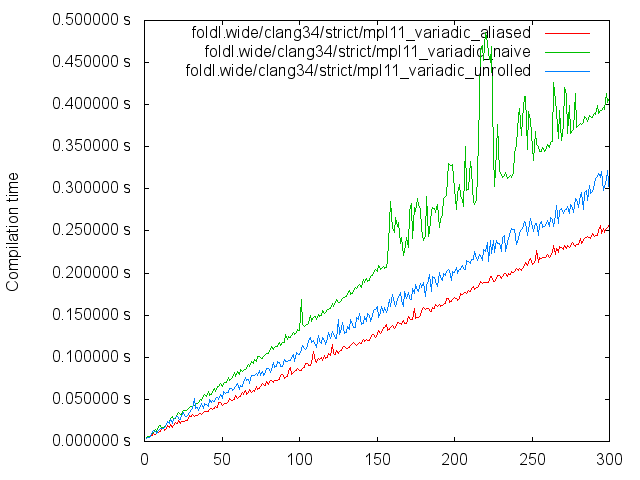 foldl.wide/clang34/strict/mpl11_variadic_aliased
foldl.wide/clang34/strict/mpl11_variadic_naive
foldl.wide/clang34/strict/mpl11_variadic_unrolled
0.500000 s
0.450000 s
0.400000 s
0.350000 s
0.300000 s
0.250000 s
0.200000 s
0.150000 s
0.100000 s
0.050000 s
0.000000 s
Compilation time
0 50 100 150 200 250 300